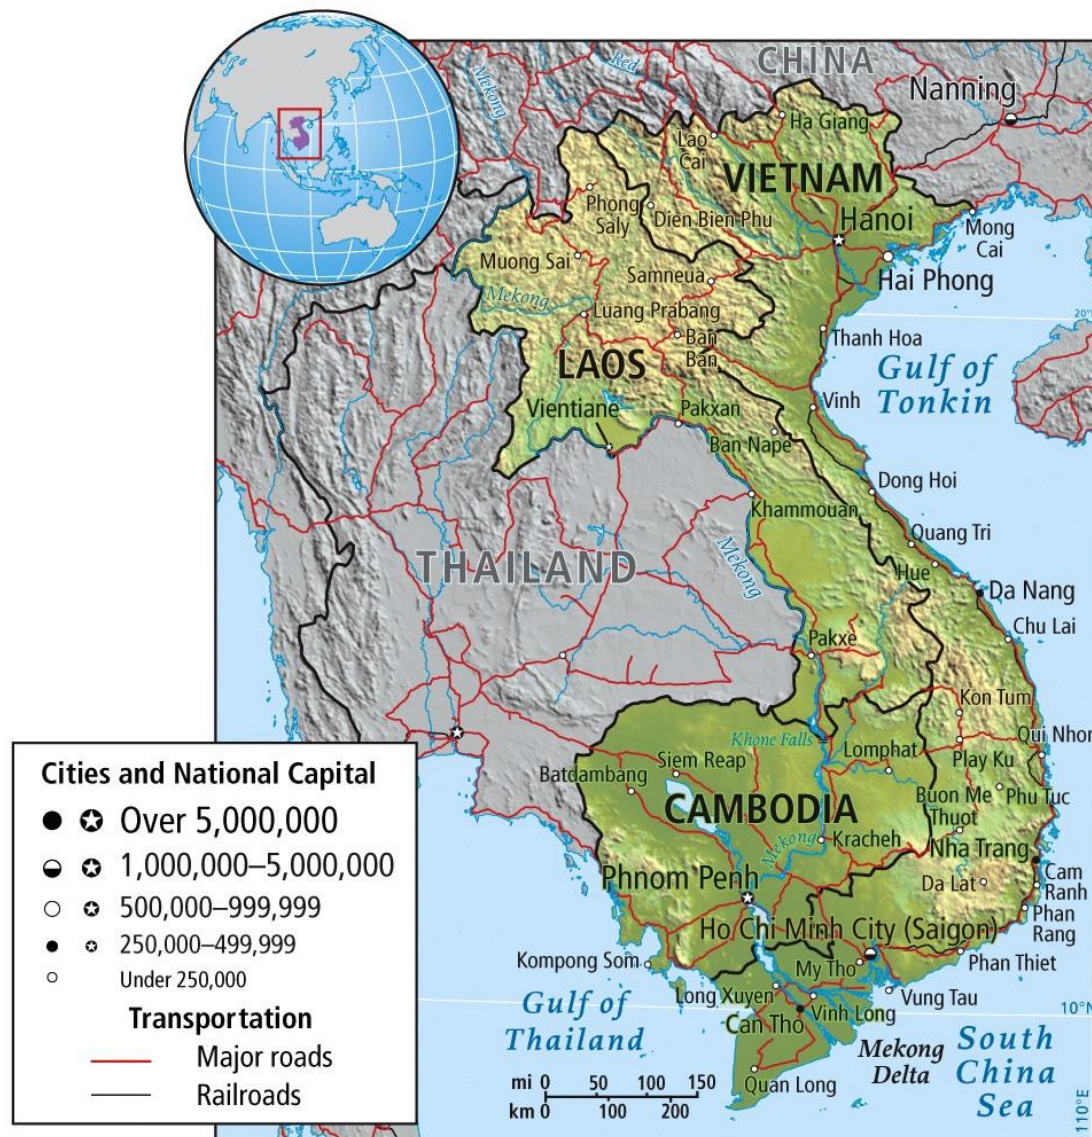 CHINA
Nanning
Mekong
Red
Lao
Cai
Ha Giang
VIETNAM
Hanoi
Phong
Saly
Dien Bien Phu
Mong
Cai
Muong Sai
Samneua
Hai Phong
Mekong
Luang Prabang
20°
Ban
Ban
Thanh Hoa
LAOS
Gulf of
Tonkin
Vientiane
Pakxan
Vinh
Ban Nape
Dong Hoi
Khammouan
Quang Tri
THAILAND
Mekong
Hue
Da Nang
Chu Lai
Pakxe
Kon Tum
Khone Falls
Lomphat
Qui Nhon
Siem Reap
Play Ku
Batdambang
CAMBODIA
Buon Me
Thuot
Phu Tuc
Mekong
Kracheh
Nha Trang
Phnom Penh
Da Lat
Cam
Ranh
Ho Chi Minh City (Saigon)
Phan
Rang
Kompong Som
My Tho
Phan Thiet
Gulf of
Thailand
Long Xuyen
Vinh Long
Vung Tau
10°N
Can Tho
Mekong
Delta
South
China
Sea
Quan Long
mi 0 50 100 150
km 0 100 200
110°E
Cities and National Capital
Over 5,000,000
1,000,000–5,000,000
500,000–999,999
250,000–499,999
Under 250,000
Transportation
Major roads
Railroads